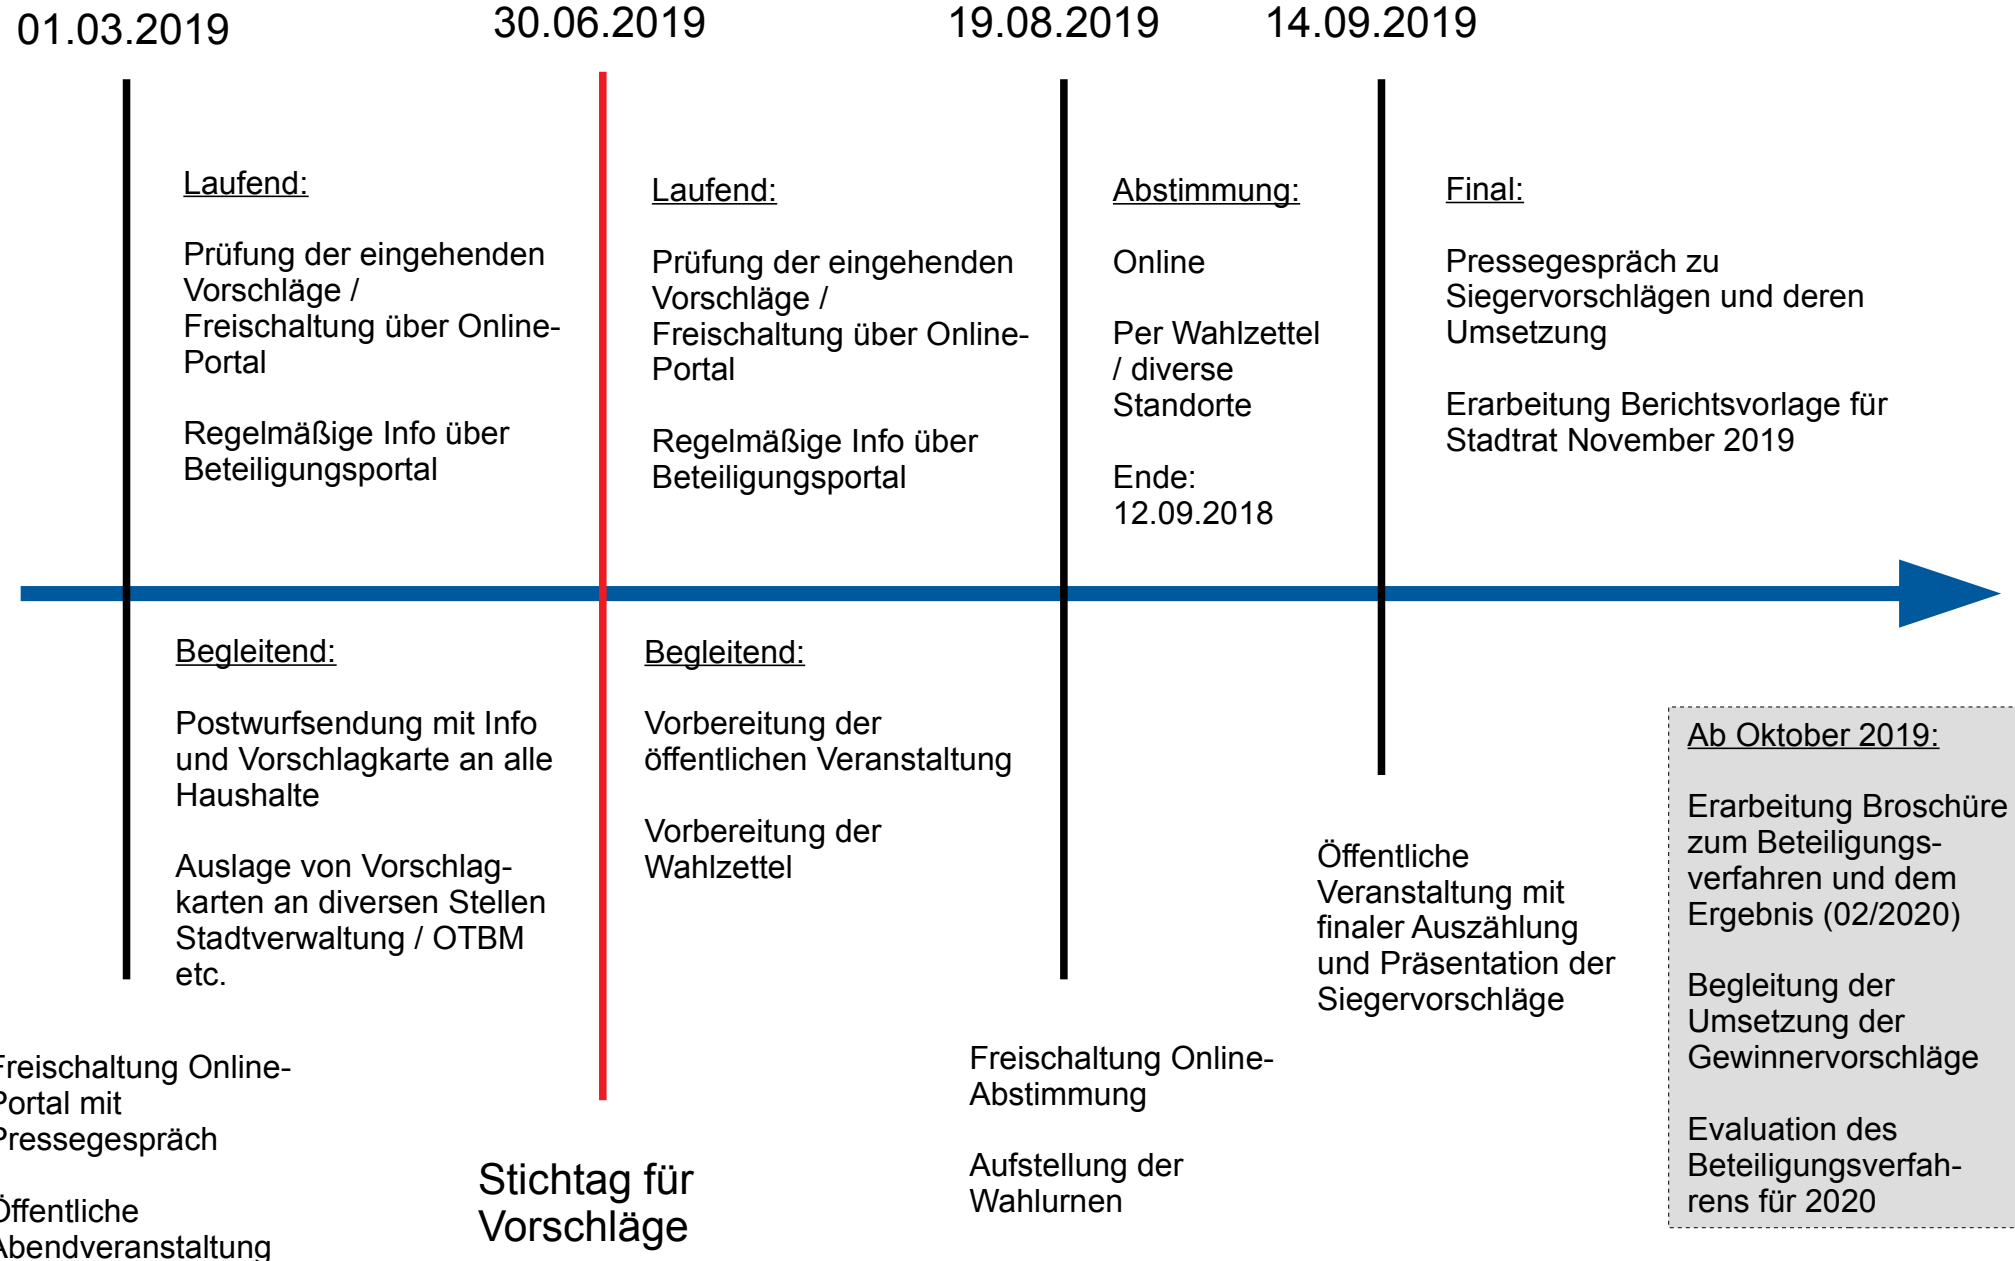 01.03.2019
30.06.2019
19.08.2019
14.09.2019
Laufend:
Prüfung der eingehenden
Vorschläge /
Freischaltung über Online-
Portal
Regelmäßige Info über
Beteiligungsportal
Laufend:
Prüfung der eingehenden
Vorschläge /
Freischaltung über Online-
Portal
Regelmäßige Info über
Beteiligungsportal
Abstimmung:
Online
Per Wahlzettel
/ diverse
Standorte
Ende:
12.09.2018
Final:
Pressegespräch zu
Siegervorschlägen und deren
Umsetzung
Erarbeitung Berichtsvorlage für
Stadtrat November 2019
Begleitend:
Postwurfsendung mit Info
und Vorschlagkarte an alle
Haushalte
Auslage von Vorschlag-
karten an diversen Stellen
Stadtverwaltung / OTBM
etc.
Begleitend:
Vorbereitung der
öffentlichen Veranstaltung
Vorbereitung der
Wahlzettel
Freischaltung Online-
Portal mit
Pressegespräch
Öffentliche
Abendveranstaltung
Stichtag für
Vorschläge
Freischaltung Online-
Abstimmung
Aufstellung der
Wahlurnen
Öffentliche
Veranstaltung mit
finaler Auszählung
und Präsentation der
Siegervorschläge
Ab Oktober 2019:
Erarbeitung Broschüre
zum Beteiligungs-
verfahren und dem
Ergebnis (02/2020)
Begleitung der
Umsetzung der
Gewinnervorschläge
Evaluation des
Beteiligungsverfah-
rens für 2020